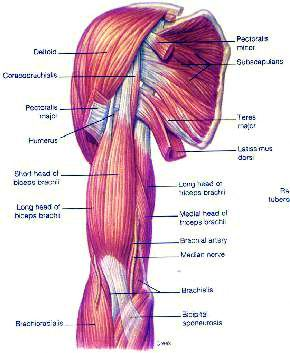 Deltoid
Coracobrachialis
Pectoralis
major
Humerus
Short head of
biceps brachii
Long head of
biceps brachii
Brachioradialis
Pectoralis
minor
Subscapularis
Teres
major
Latissimus
dorsi
Long head of
triceps brachii
Medial head of
triceps brachii
Brachial artery
Median nerve
Brachialis
Bicipital
aponeurosis
Re
tubero